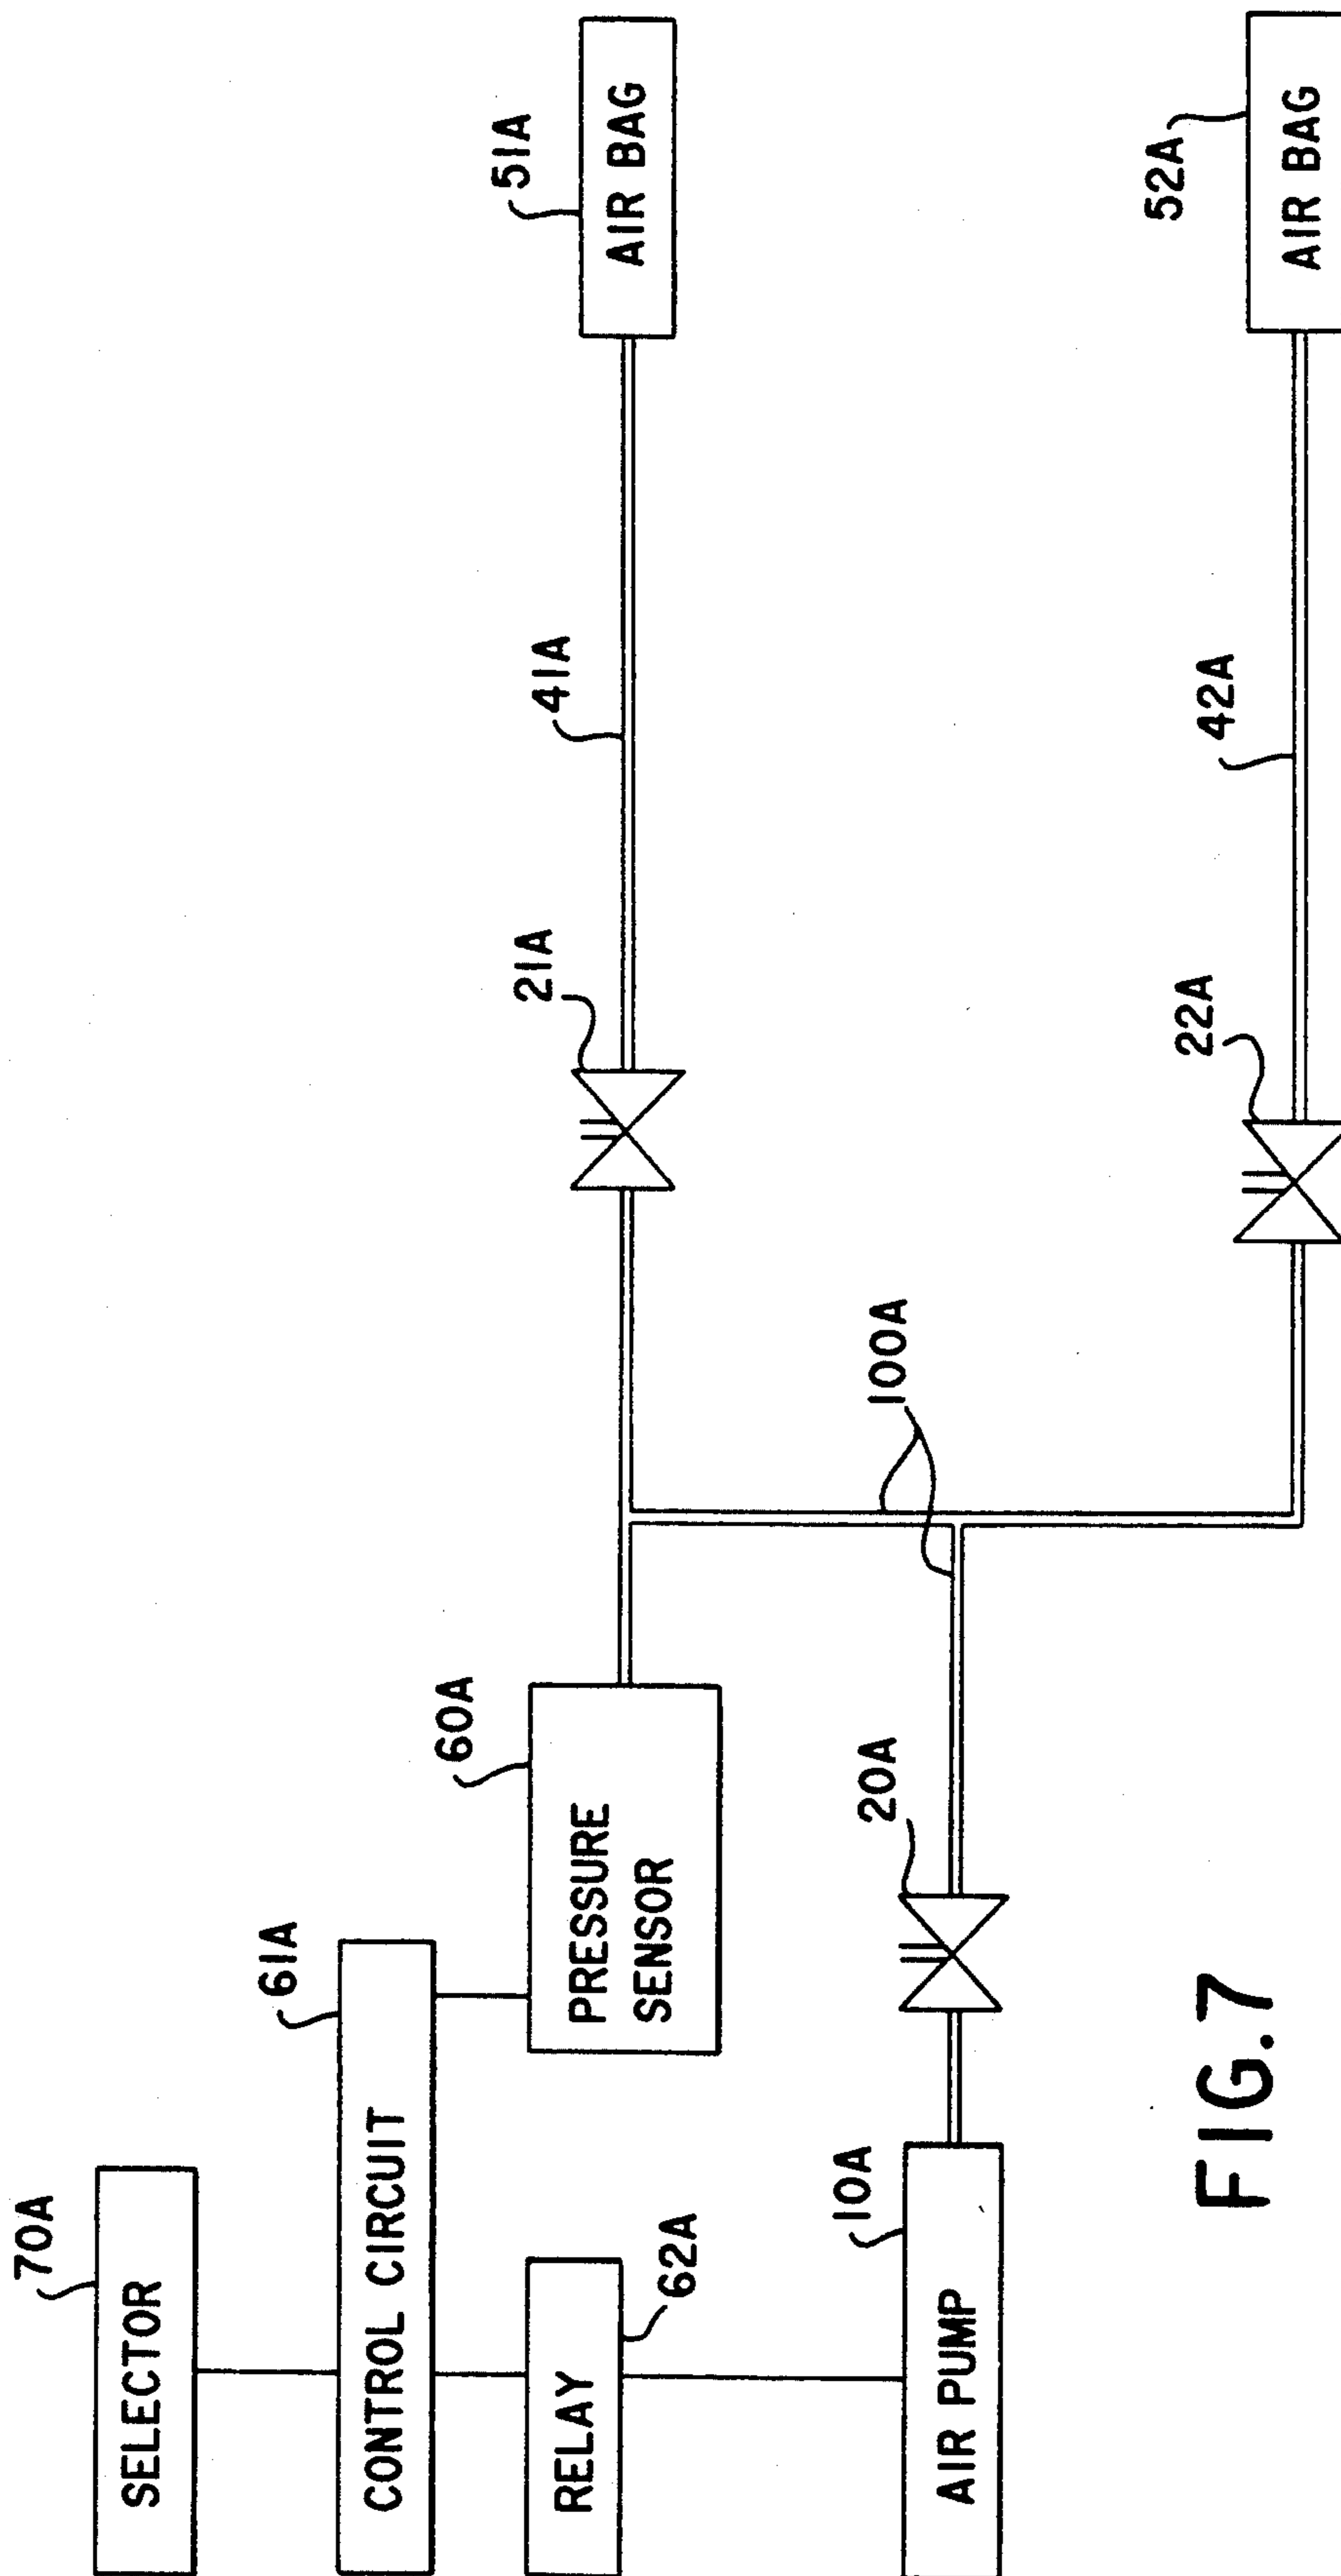 70A
SELECTOR
61A
CONTROL CIRCUIT
60A
PRESSURE
SENSOR
RELAY
62A
10A
AIR PUMP
20A
100A
21A
41A
51A
AIR BAG
22A
42A
52A
AIR BAG
FIG.7